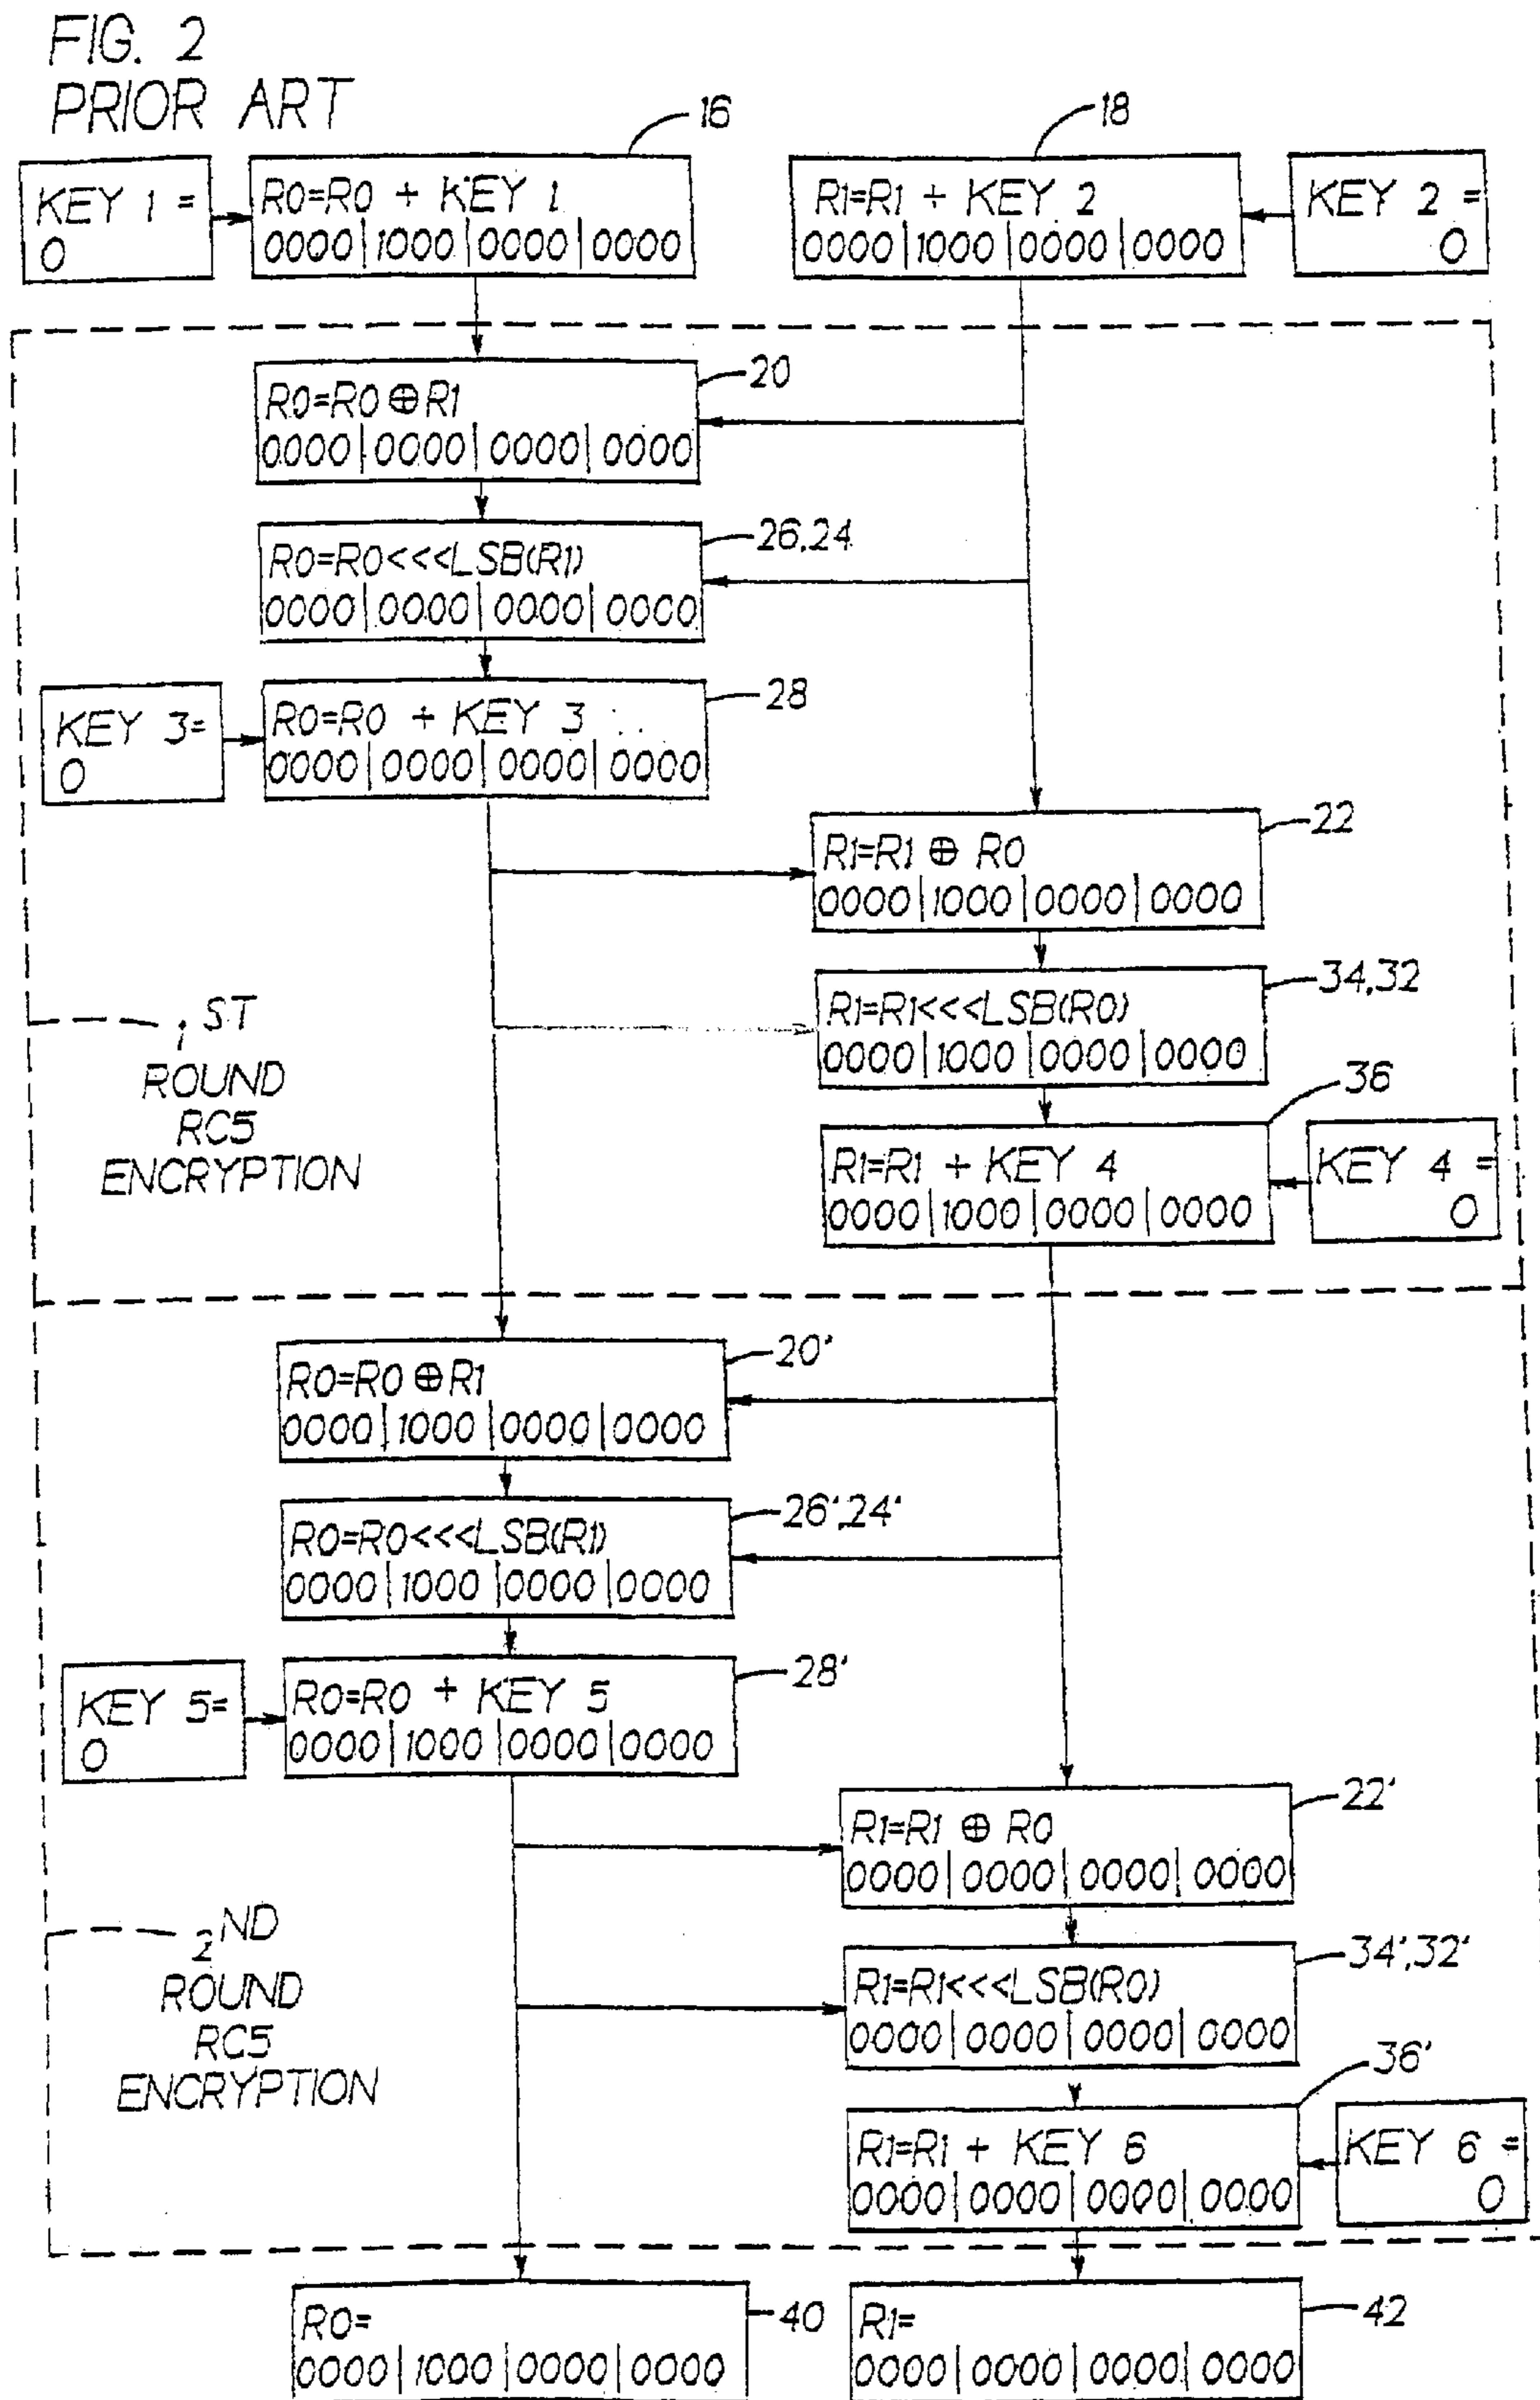 FIG. 2
PRIOR ART
16
18
KEY 1 =
0
R0=R0 + KEY 1
0000|1000|0000|0000
R1=R1 + KEY 2
0000|1000|0000|0000
KEY 2 =
0
R0=R0⊕R1
0000|0000|0000|0000
20
R0=R0<<<LSB(R1)
0000|0000|0000|0000
26,24
KEY 3=
0
R0=R0 + KEY 3
0000|0000|0000|0000
28
R1=R1 ⊕ R0
0000|1000|0000|0000
22
R1=R1<<<LSB(R0)
0000|1000|0000|0000
34,32
1ST
ROUND
RC5
ENCRYPTION
R1=R1 + KEY 4
0000|1000|0000|0000
36
KEY 4 =
0
R0=R0⊕R1
0000|1000|0000|0000
20'
R0=R0<<<LSB(R1)
0000|1000|0000|0000
26',24'
KEY 5=
0
R0=R0 + KEY 5
0000|1000|0000|0000
28'
R1=R1 ⊕ R0
0000|0000|0000|0000
22'
2ND
ROUND
RC5
ENCRYPTION
R1=R1<<<LSB(R0)
0000|0000|0000|0000
34',32'
R1=R1 + KEY 6
0000|0000|0000|0000
36'
KEY 6 =
0
R0=
0000|1000|0000|0000
40
R1=
0000|0000|0000|0000
42